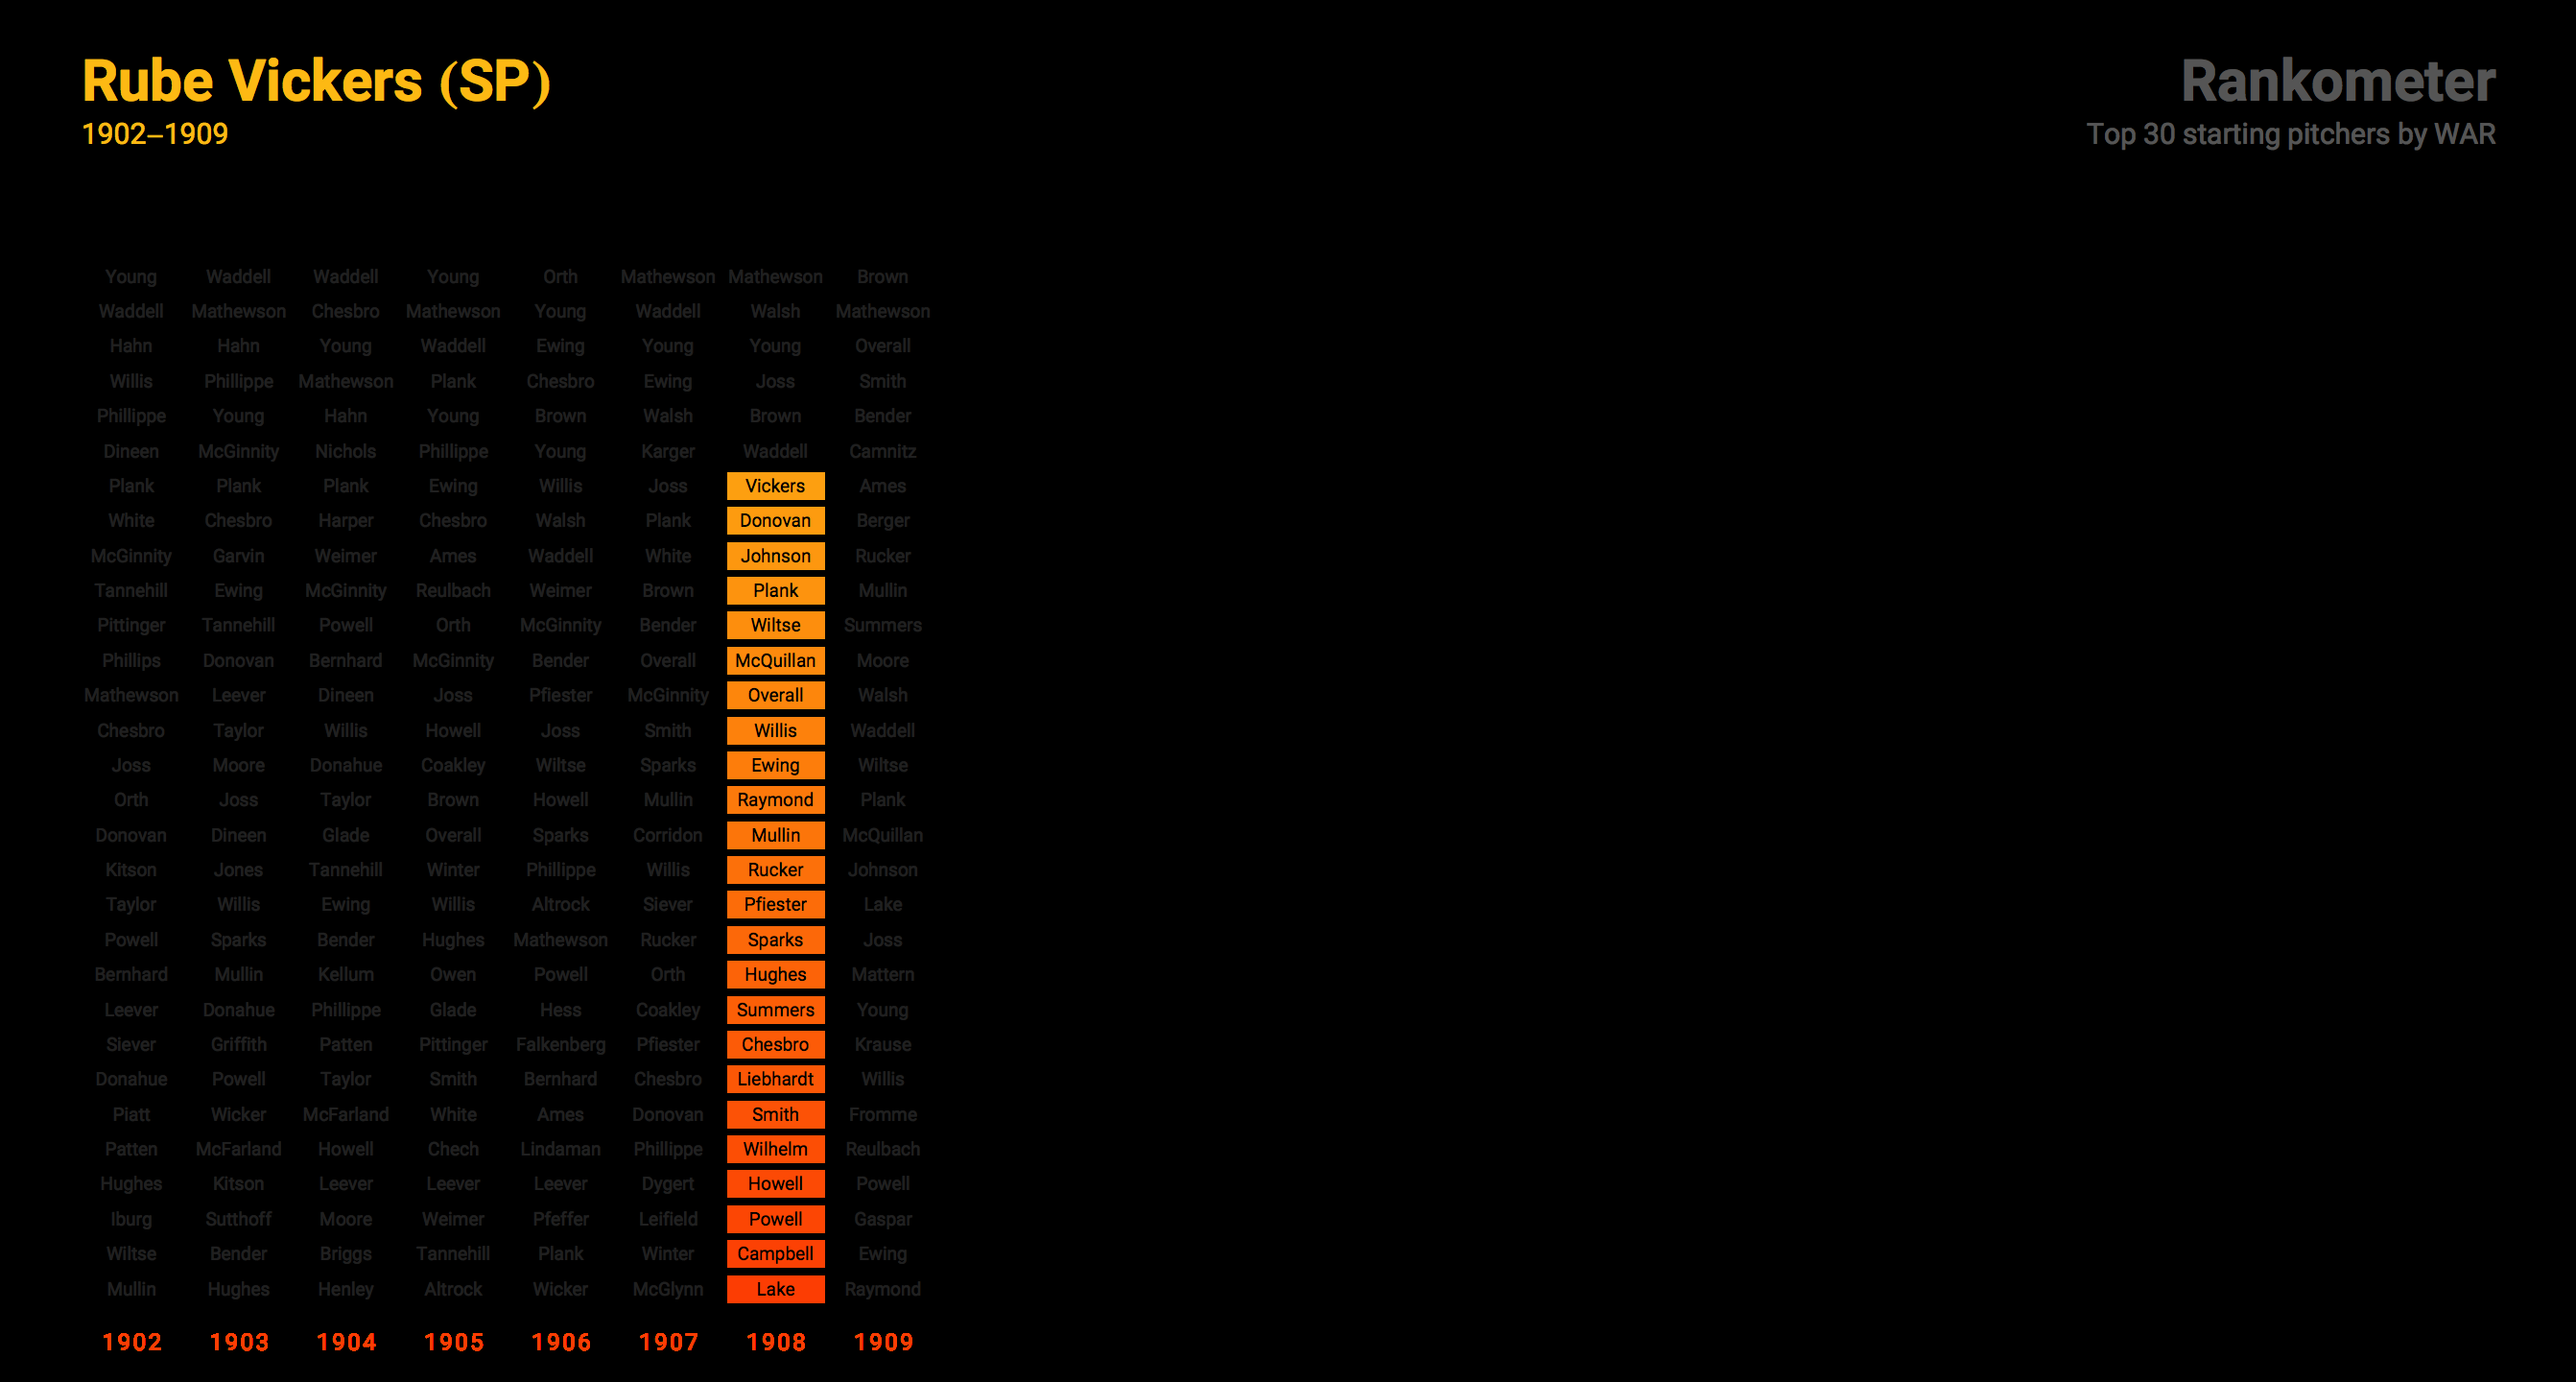 Rube Vickers (SP)
1902–1909
Rankometer
Top 30 starting pitchers by WAR
Young Waddell Waddell Young Orth Mathewson Mathewson Brown
Waddell Mathewson Chesbro Mathewson Young Waddell Walsh Mathewson
Hahn Hahn Young Waddell Ewing Young Young Overall
Willis Phillippe Mathewson Plank Chesbro Ewing Joss Smith
Phillippe Young Hahn Young Brown Walsh Brown Bender
Dineen McGinnity Nichols Phillippe Young Karger Waddell Camnitz
Plank Plank Plank Ewing Willis Joss Vickers Ames
White Chesbro Harper Chesbro Walsh Plank Donovan Berger
McGinnity Garvin Weimer Ames Waddell White Johnson Rucker
Tannehill Ewing McGinnity Reulbach Weimer Brown Plank Mullin
Pittinger Tannehill Powell Orth McGinnity Bender Wiltse Summers
Phillips Donovan Bernhard McGinnity Bender Overall McQuillan Moore
Mathewson Leever Dineen Joss Pfiester McGinnity Overall Walsh
Chesbro Taylor Willis Howell Joss Smith Willis Waddell
Joss Moore Donahue Coakley Wiltse Sparks Ewing Wiltse
Orth Joss Taylor Brown Howell Mullin Raymond Plank
Donovan Dineen Glade Overall Sparks Corridon Mullin McQuillan
Kitson Jones Tannehill Winter Phillippe Willis Rucker Johnson
Taylor Willis Ewing Willis Altrock Siever Pfiester Lake
Powell Sparks Bender Hughes Mathewson Rucker Sparks Joss
Bernhard Mullin Kellum Owen Powell Orth Hughes Mattern
Leever Donahue Phillippe Glade Hess Coakley Summers Young
Siever Griffith Patten Pittinger Falkenberg Pfiester Chesbro Krause
Donahue Powell Taylor Smith Bernhard Chesbro Liebhardt Willis
Piatt Wicker McFarland White Ames Donovan Smith Fromme
Patten McFarland Howell Chech Lindaman Phillippe Wilhelm Reulbach
Hughes Kitson Leever Leever Leever Dygert Howell Powell
Iburg Sutthoff Moore Weimer Pfeffer Leifield Powell Gaspar
Wiltse Bender Briggs Tannehill Plank Winter Campbell Ewing
Mullin Hughes Henley Altrock Wicker McGlynn Lake Raymond
1902 1903 1904 1905 1906 1907 1908 1909